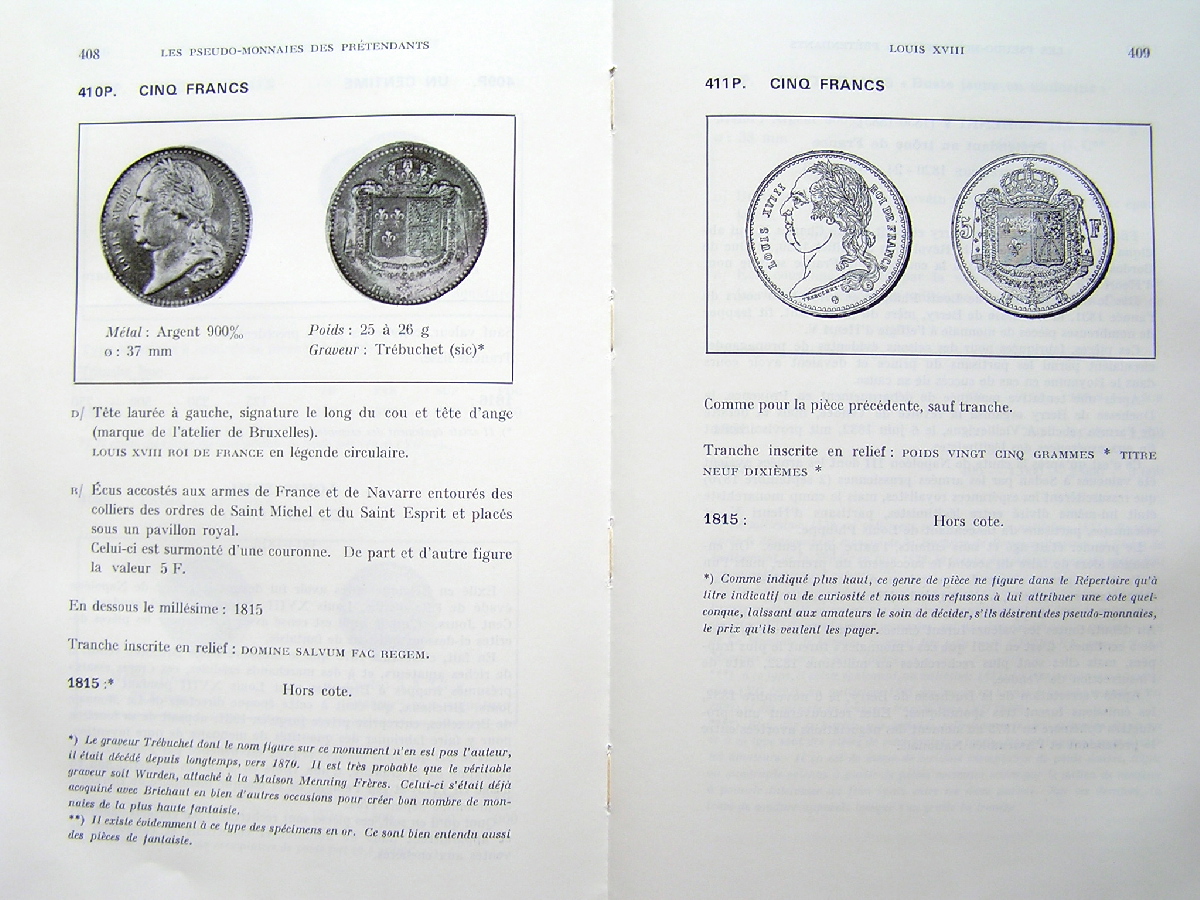 408
LES PSEUDO-MONNAIES DES PRÉTENDANTS
410P. CINQ FRANCS
Métal : Argent 900‰
ø : 37 mm
Poids : 25 à 26 g
Graveur : Trébuchet (sic)*
D/ Tête laurée à gauche, signature le long du cou et tête d'ange
(marque de l'atelier de Bruxelles).
LOUIS XVIII ROI DE FRANCE en légende circulaire.
R/ Écus accostés aux armes de France et de Navarre entourés des
colliers des ordres de Saint Michel et du Saint Esprit et placés
sous un pavillon royal.
Celui-ci est surmonté d'une couronne. De part et d'autre figure
la valeur 5 F.
En dessous le millésime : 1815
Tranche inscrite en relief : DOMINE SALVUM FAC REGEM.
1815 :*
Hors cote.
*) Le graveur Trébuchet dont le nom figure sur ce monument n'en est pas l'auteur,
il était décédé depuis longtemps, vers 1870. Il est très probable que le véritable
graveur soit Wurden, attaché à la Maison Menning Frères. Celui-ci s'était déjà
acoquiné avec Brichaut en bien d'autres occasions pour créer bon nombre de mon-
naies de la plus haute fantaisie.
**) Il existe évidemment à ce type des spécimens en or. Ce sont bien entendu aussi
des pièces de fantaisie.
LOUIS XVIII
409
411P. CINQ FRANCS
LOUIS XVIII ROI DE FRANCE
5 F
Comme pour la pièce précédente, sauf tranche.
Tranche inscrite en relief : POIDS VINGT CINQ GRAMMES * TITRE
NEUF DIXIÈMES *
1815 :
Hors cote.
*) Comme indiqué plus haut, ce genre de pièce ne figure dans le Répertoire qu'à
titre indicatif ou de curiosité et nous nous refusons à lui attribuer une cote quel-
conque, laissant aux amateurs le soin de décider, s'ils désirent des pseudo-monnaies,
le prix qu'ils veulent les payer.